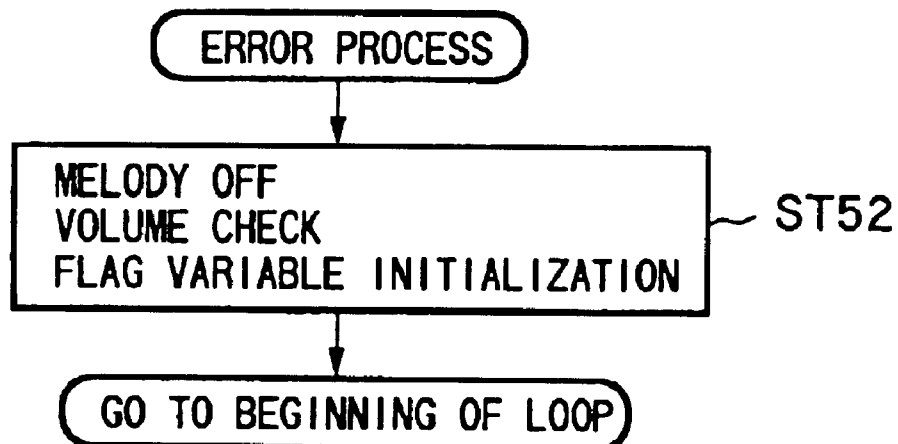 ERROR PROCESS
MELODY OFF
VOLUME CHECK
FLAG VARIABLE INITIALIZATION
ST52
GO TO BEGINNING OF LOOP